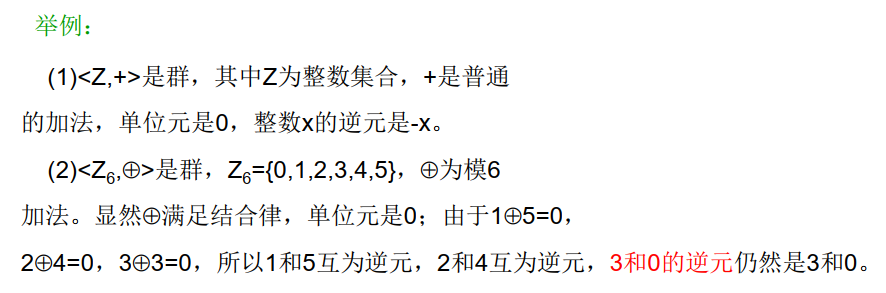 举例：
(1)<Z,+>是群，其中Z为整数集合，+是普通
的加法，单位元是0，整数x的逆元是-x。
(2)<Z₆,⊕>是群，Z₆={0,1,2,3,4,5}，⊕为模6
加法。显然⊕满足结合律，单位元是0；由于1⊕5=0，
2⊕4=0，3⊕3=0，所以1和5互为逆元，2和4互为逆元，3和0的逆元仍然是3和0。